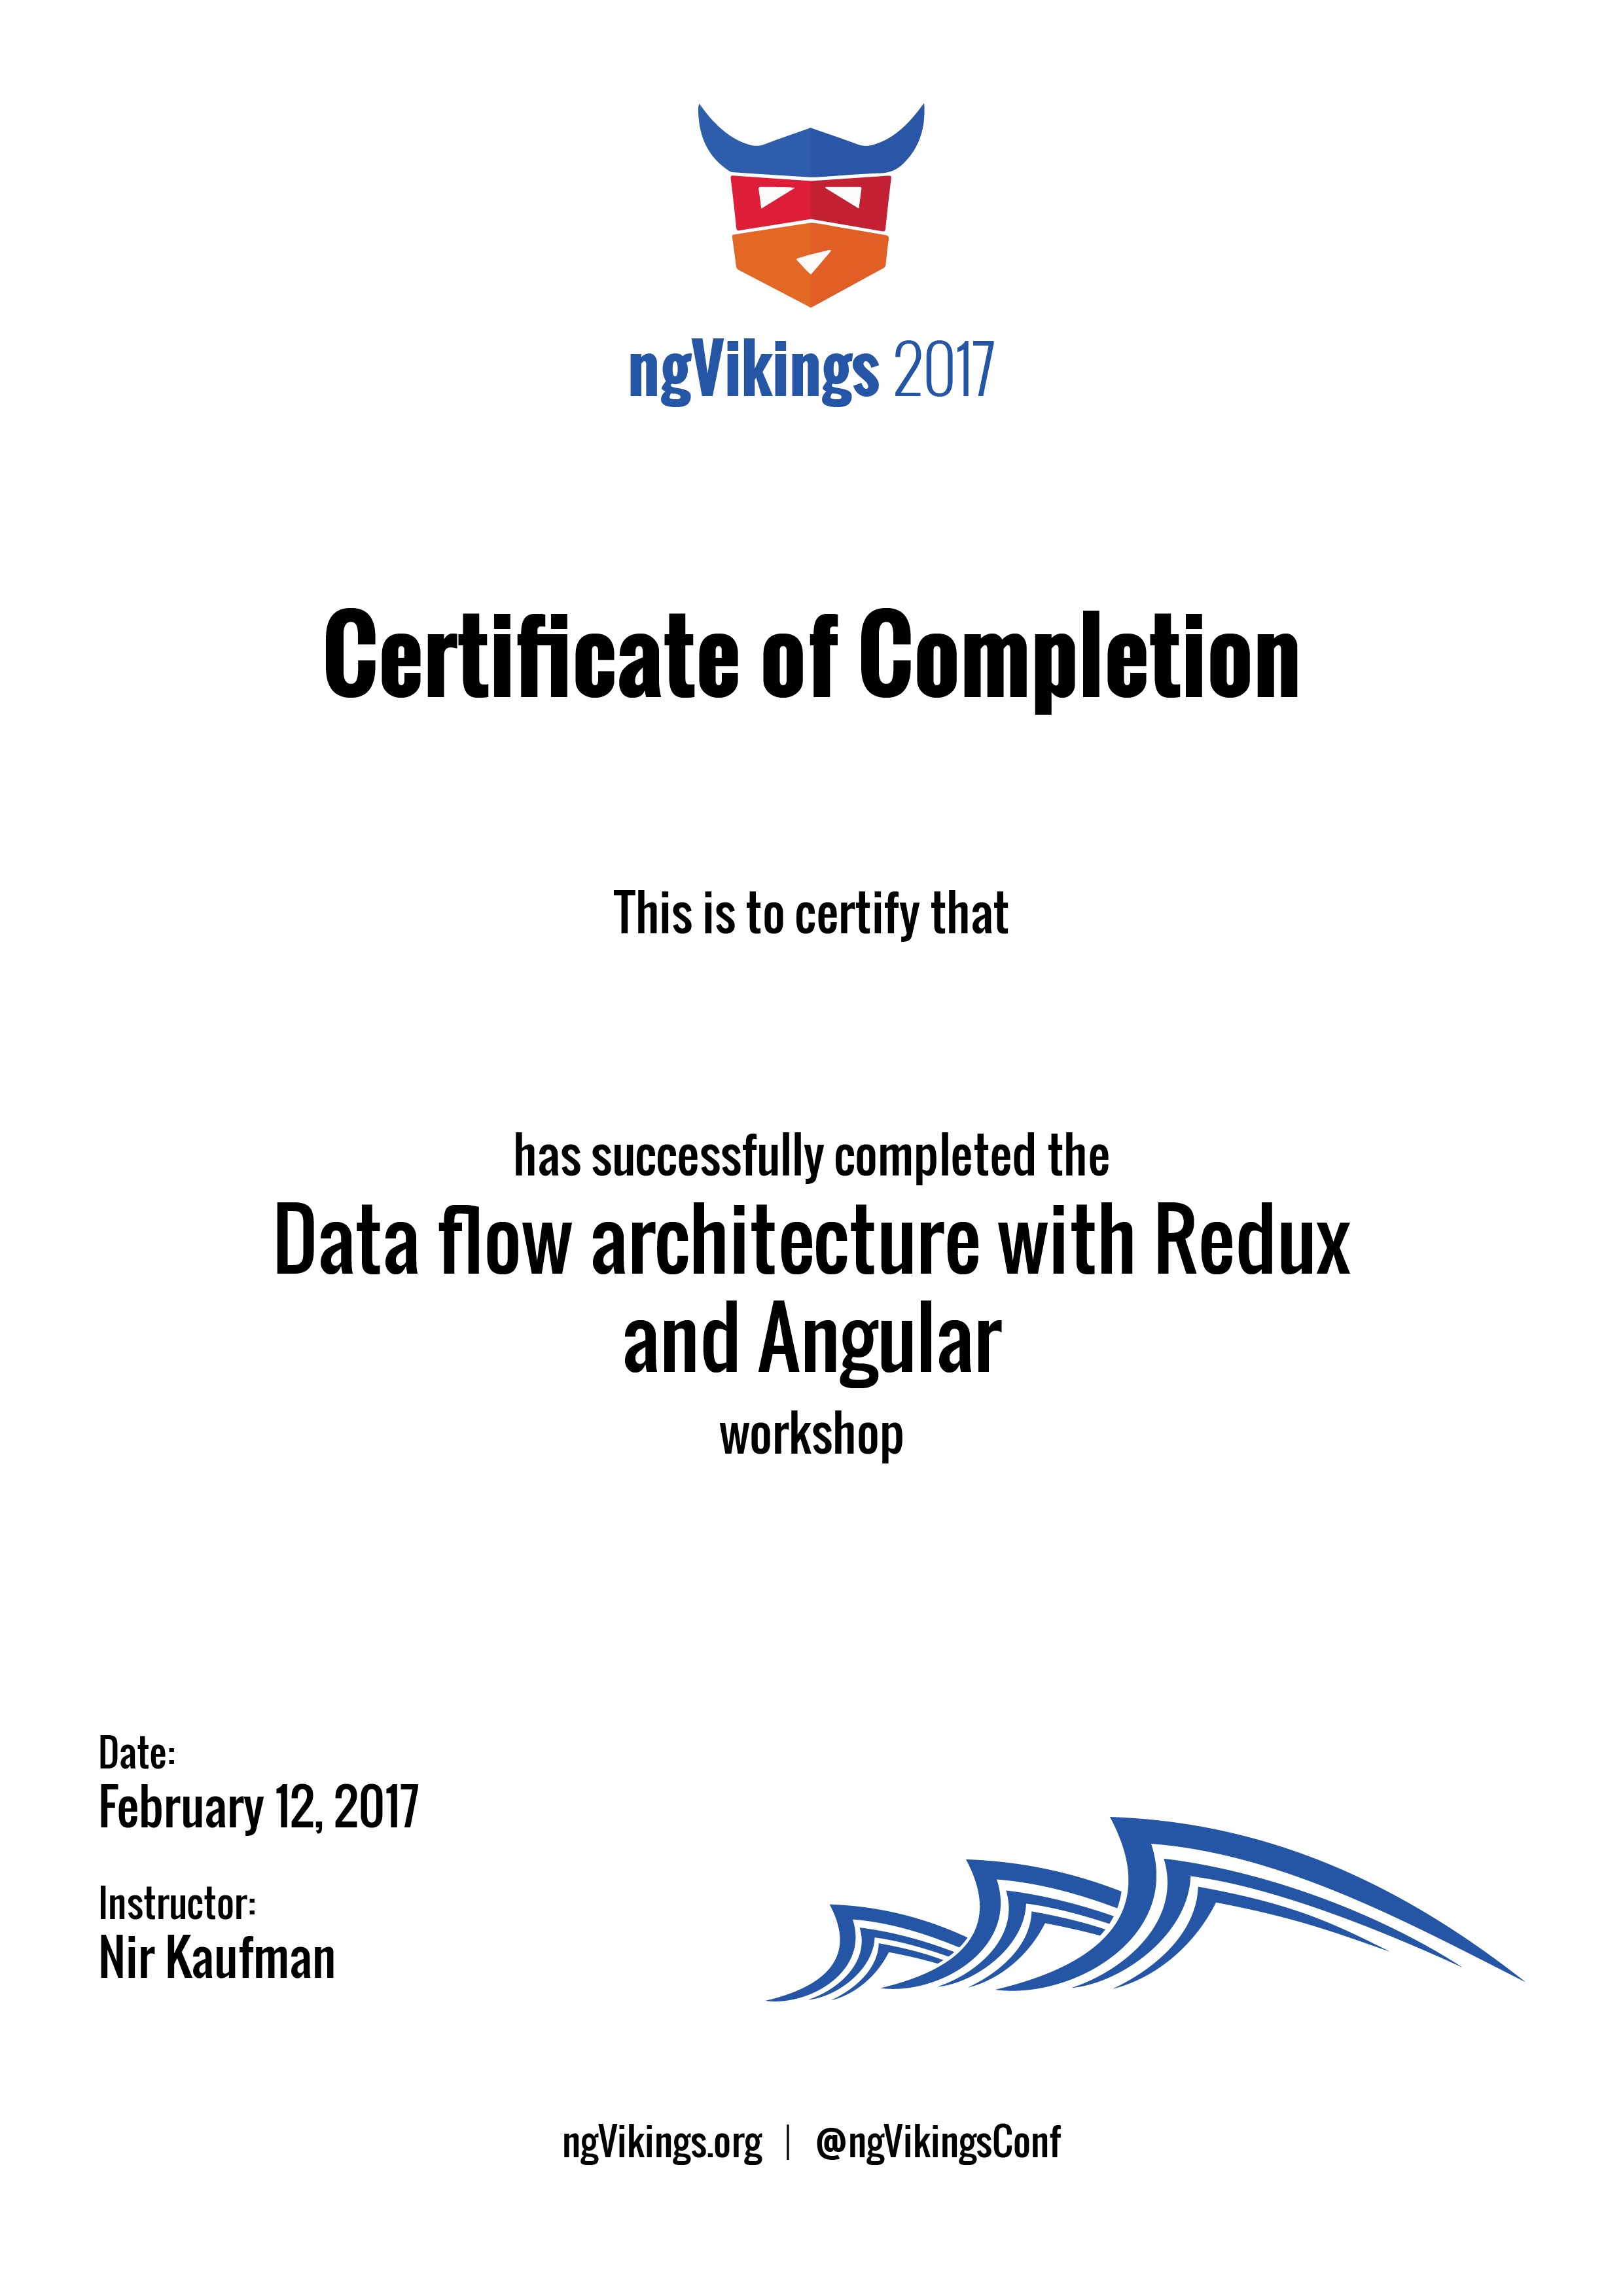 ngVikings 2017
Certificate of Completion
This is to certify that
has successfully completed the
Data flow architecture with Redux
and Angular
workshop
Date:
February 12, 2017
Instructor:
Nir Kaufman
ngVikings.org | @ngVikingsConf